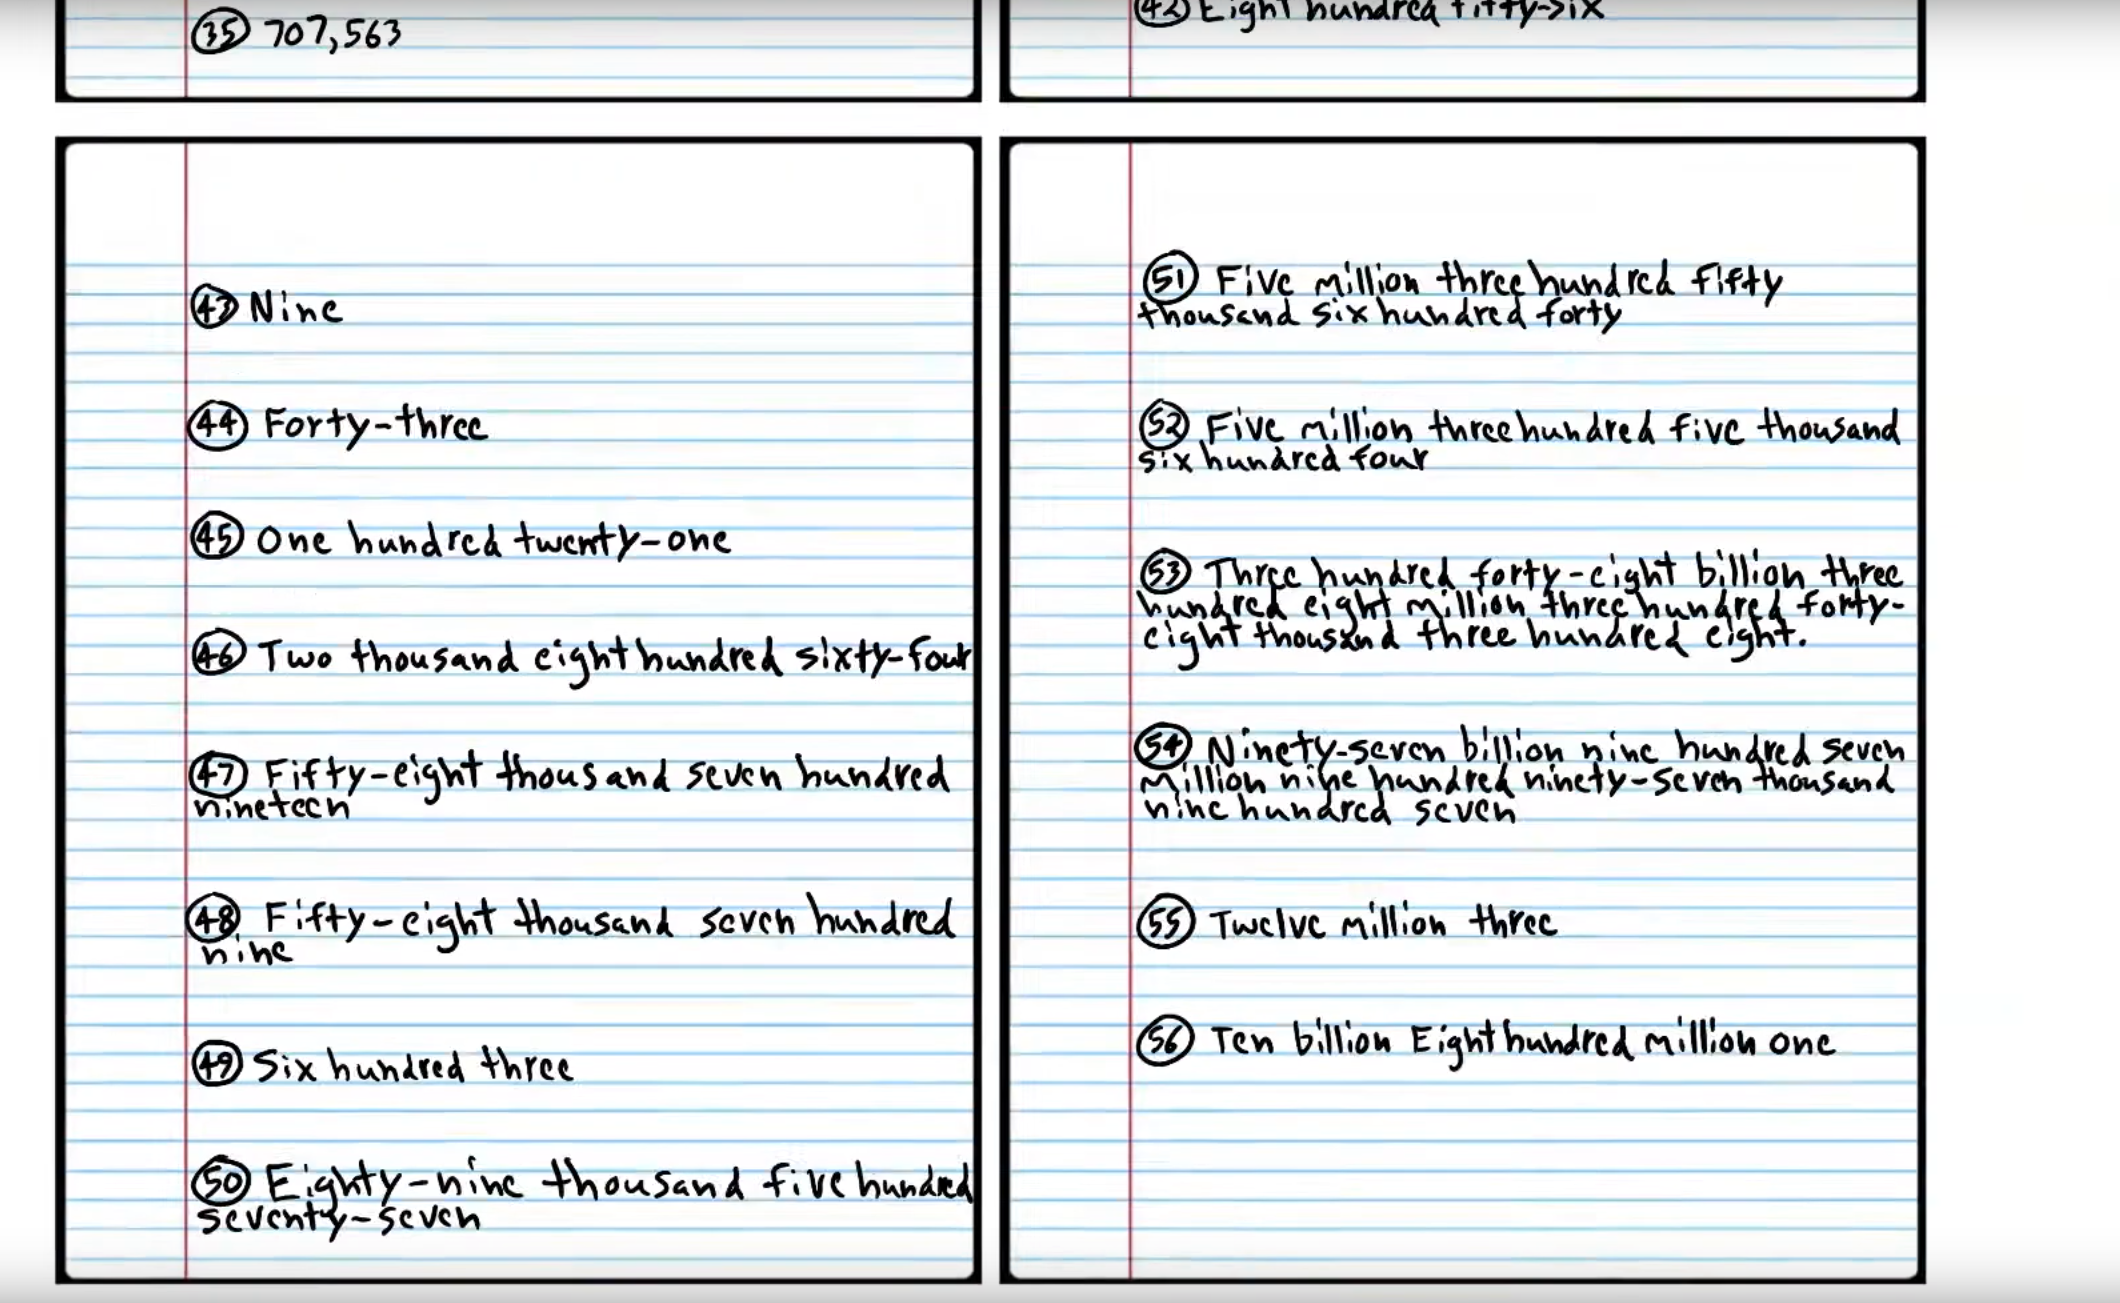 35 707,563
42 Eight hundred fifty-six
43 Nine
44 Forty-three
45 One hundred twenty-one
46 Two thousand eight hundred sixty-four
47 Fifty-eight thousand seven hundred
nineteen
48 Fifty-eight thousand seven hundred
nine
49 Six hundred three
50 Eighty-nine thousand five hundred
seventy-seven
51 Five million three hundred fifty
thousand six hundred forty
52 Five million three hundred five thousand
six hundred four
53 Three hundred forty-eight billion three
hundred eight million three hundred forty-
eight thousand three hundred eight.
54 Ninety-seven billion nine hundred seven
million nine hundred ninety-seven thousand
nine hundred seven
55 Twelve million three
56 Ten billion Eight hundred million one